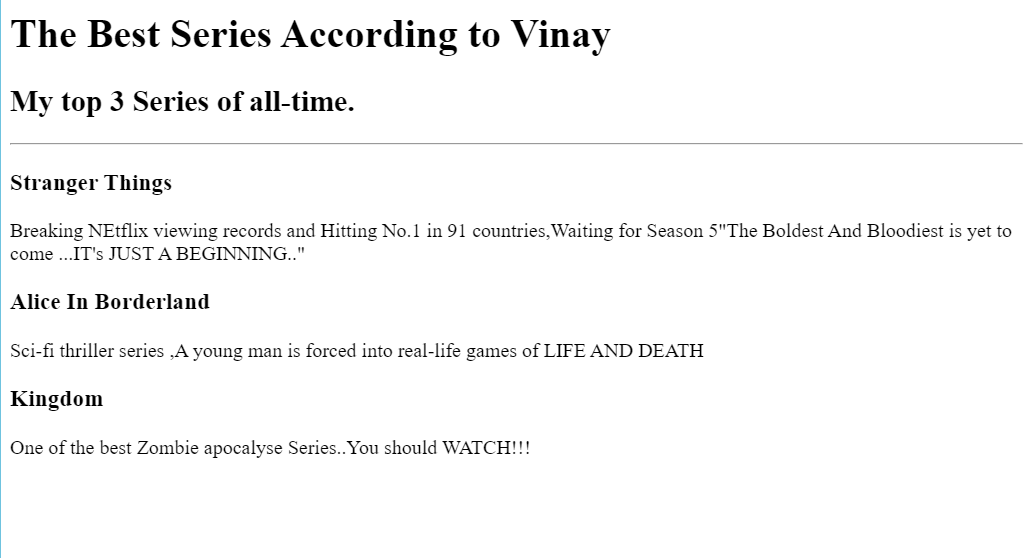 The Best Series According to Vinay
My top 3 Series of all-time.
Stranger Things
Breaking NEtflix viewing records and Hitting No.1 in 91 countries,Waiting for Season 5"The Boldest And Bloodiest is yet to
come ...IT's JUST A BEGINNING.."
Alice In Borderland
Sci-fi thriller series ,A young man is forced into real-life games of LIFE AND DEATH
Kingdom
One of the best Zombie apocalyse Series..You should WATCH!!!